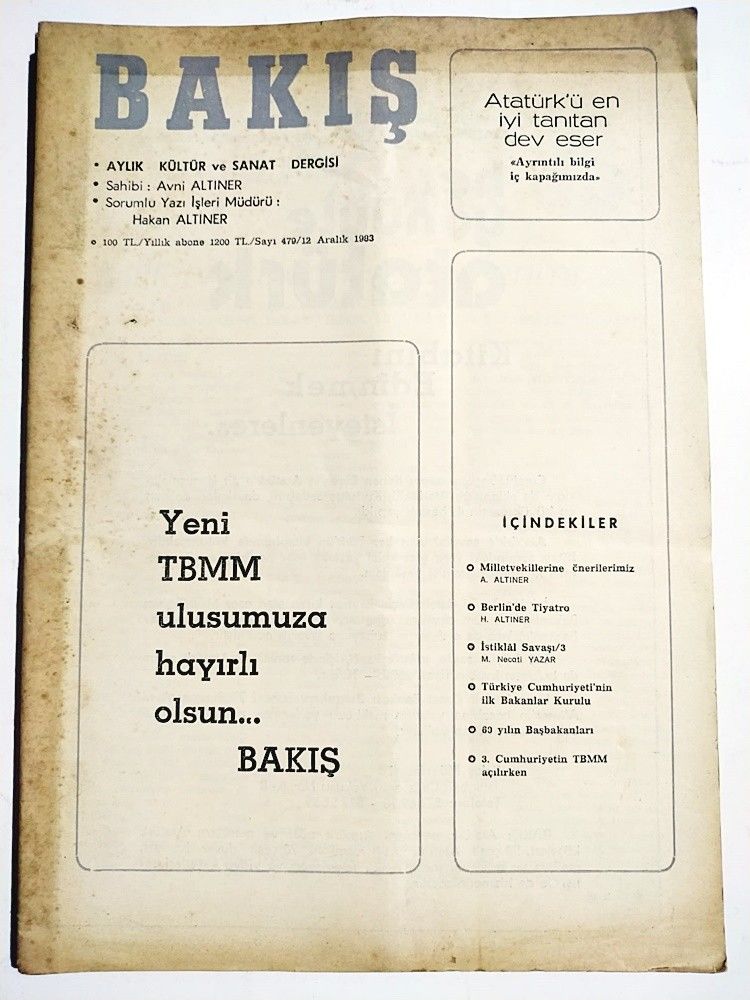 BAKIŞ
• AYLIK KÜLTÜR ve SANAT DERGİSİ
• Sahibi : Avni ALTINER
• Sorumlu Yazı İşleri Müdürü :
Hakan ALTINER
• 100 TL./Yıllık abone 1200 TL./Sayı 479/12 Aralık 1983
Atatürk'ü en
iyi tanıtan
dev eser
«Ayrıntılı bilgi
iç kapağımızda»
Yeni
TBMM
ulusumuza
hayırlı
olsun...
BAKIŞ
İÇİNDEKİLER
Milletvekillerine önerilerimiz
A. ALTINER
Berlin'de Tiyatro
H. ALTINER
İstiklâl Savaşı/3
M. Necati YAZAR
Türkiye Cumhuriyeti'nin
ilk Bakanlar Kurulu
60 yılın Başbakanları
3. Cumhuriyetin TBMM
açılırken